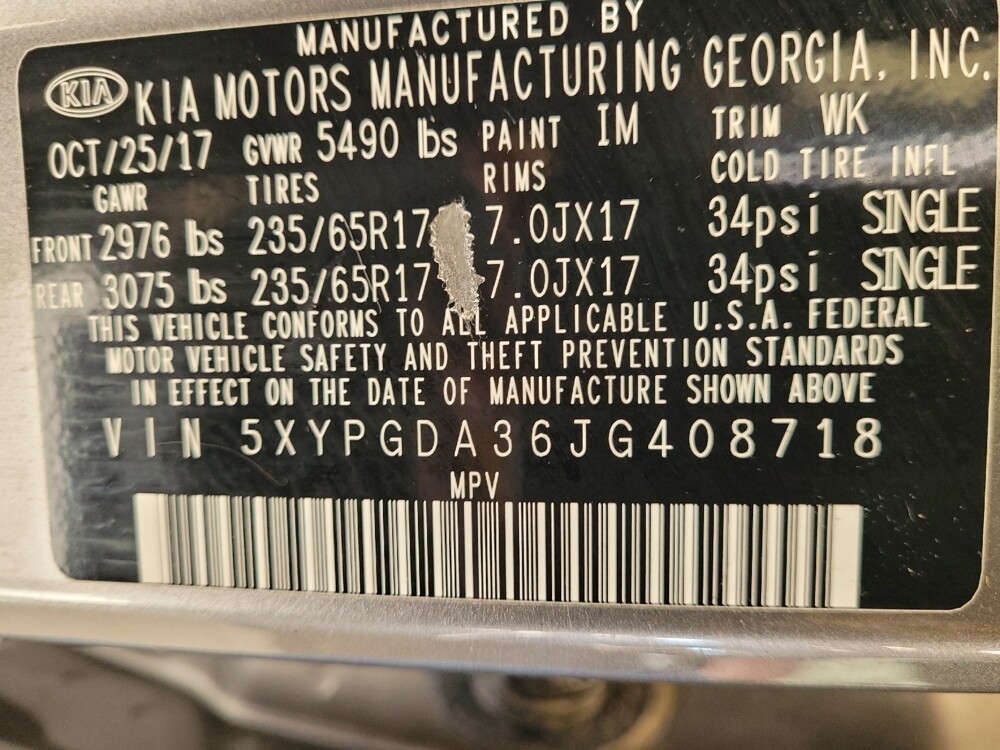 MANUFACTURED BY
KIA KIA MOTORS MANUFACTURING GEORGIA, INC.
OCT/25/17 GVWR 5490 lbs PAINT IM TRIM WK
GAWR TIRES RIMS COLD TIRE INFL
FRONT 2976 lbs 235/65R17 7.0JX17 34psi SINGLE
REAR 3075 lbs 235/65R17 7.0JX17 34psi SINGLE
THIS VEHICLE CONFORMS TO ALL APPLICABLE U.S.A. FEDERAL
MOTOR VEHICLE SAFETY AND THEFT PREVENTION STANDARDS
IN EFFECT ON THE DATE OF MANUFACTURE SHOWN ABOVE
VIN 5XYPGDA36JG408718
MPV